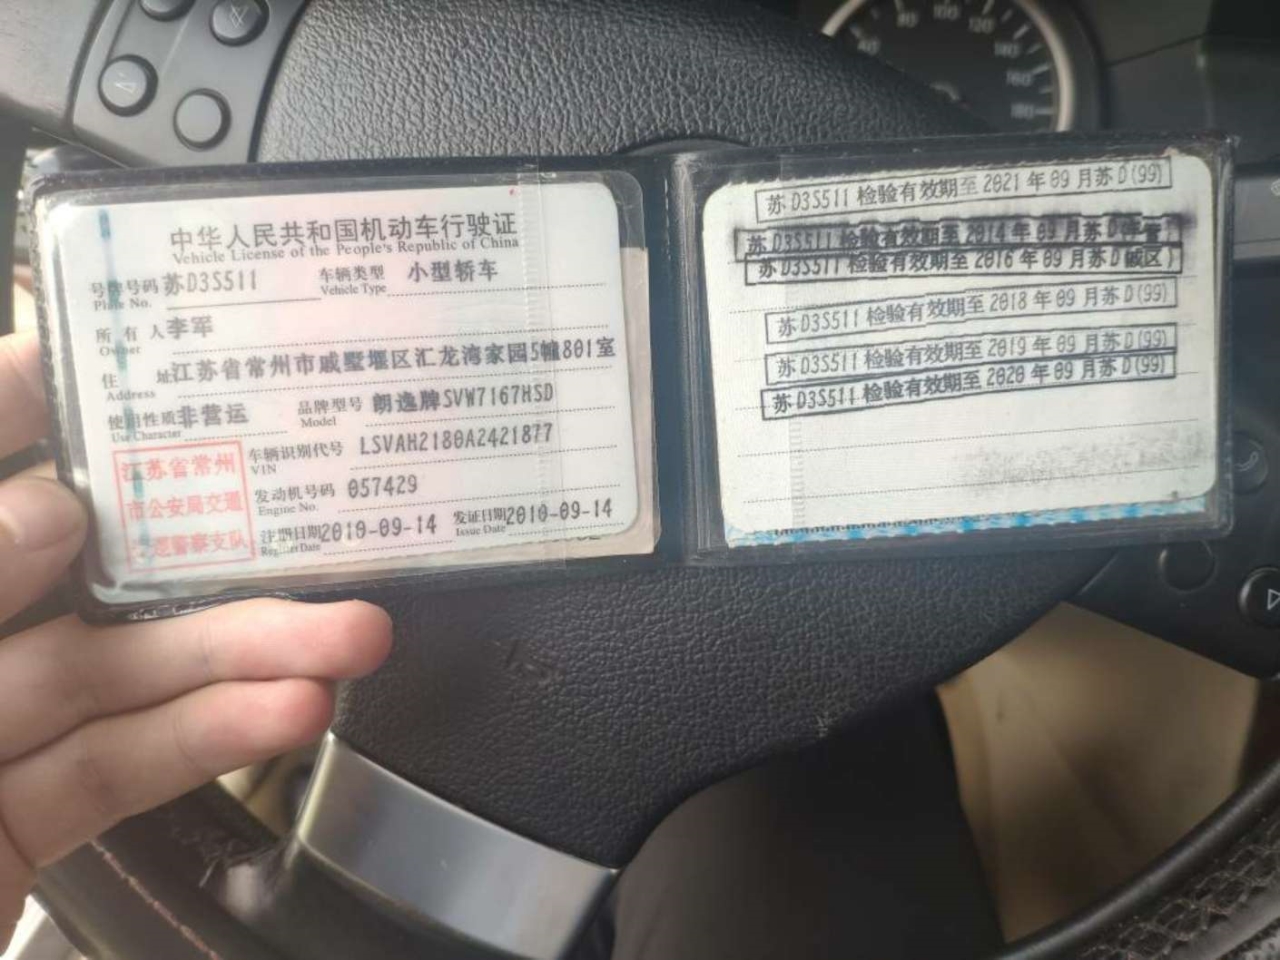 中华人民共和国机动车行驶证
Vehicle License of the People's Republic of China
号牌号码 苏D3S511 车辆类型 小型轿车
Plate No. Vehicle Type
所有人 李军
Owner
住址 江苏省常州市戚墅堰区汇龙湾家园5幢801室
Address
使用性质 非营运 品牌型号 朗逸牌SVW7167HSD
Use Character Model
车辆识别代号 LSVAH2180A2421877
VIN
发动机号码 057429
Engine No.
注册日期 2010-09-14 发证日期 2010-09-14
Register Date Issue Date
江苏省常州
市公安局交通
巡逻警察支队
苏D3S511 检验有效期至2021年09月苏D(99)
苏D3S511 检验有效期至2014年09月苏D
苏D3S511 检验有效期至2016年09月苏D(城区)
苏D3S511 检验有效期至2018年09月苏D(99)
苏D3S511 检验有效期至2019年09月苏D(99)
苏D3S511 检验有效期至2020年09月苏D(99)
80 100 120
160